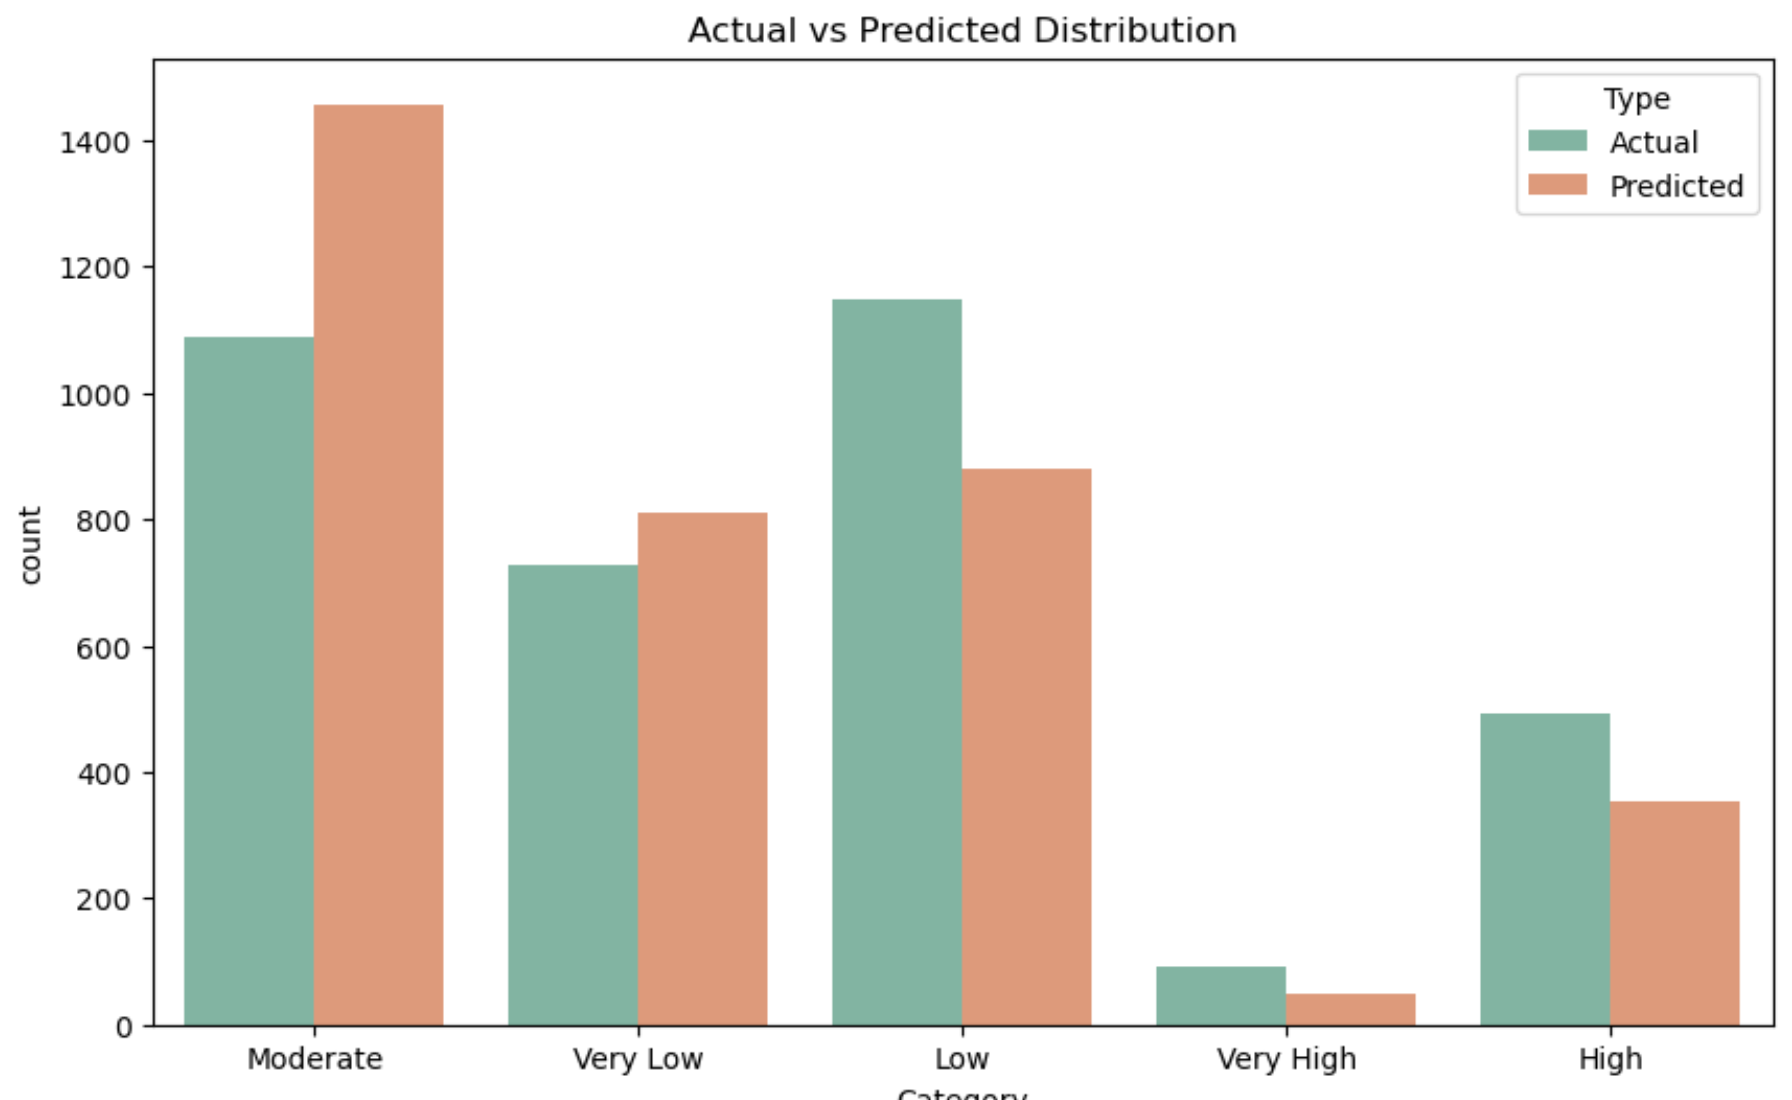 Actual vs Predicted Distribution
Type
Actual
Predicted
1400
1200
1000
800
600
400
200
0
count
Moderate
Very Low
Low
Very High
High
Category